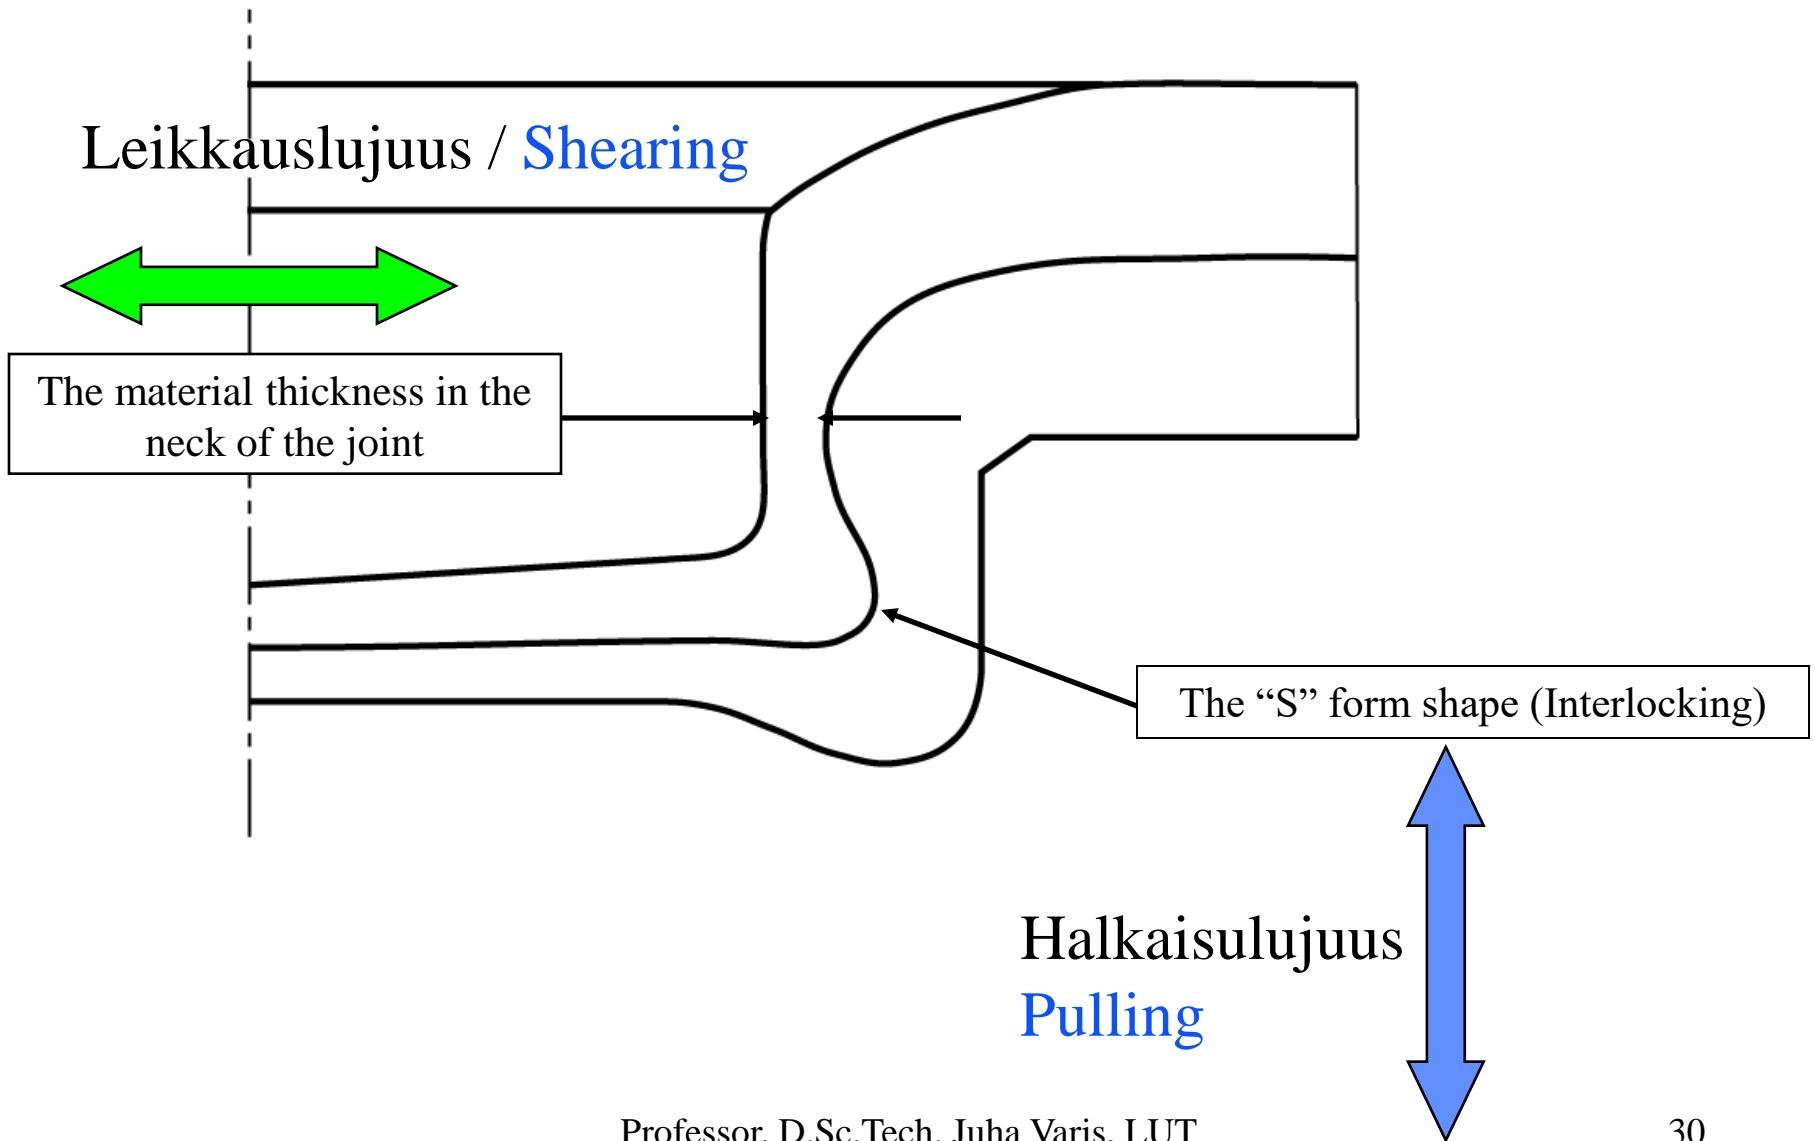 Leikkauslujuus / Shearing
The material thickness in the
neck of the joint
The “S” form shape (Interlocking)
Halkaisulujuus
Pulling
Professor, D.Sc.Tech. Juha Varis, LUT
30